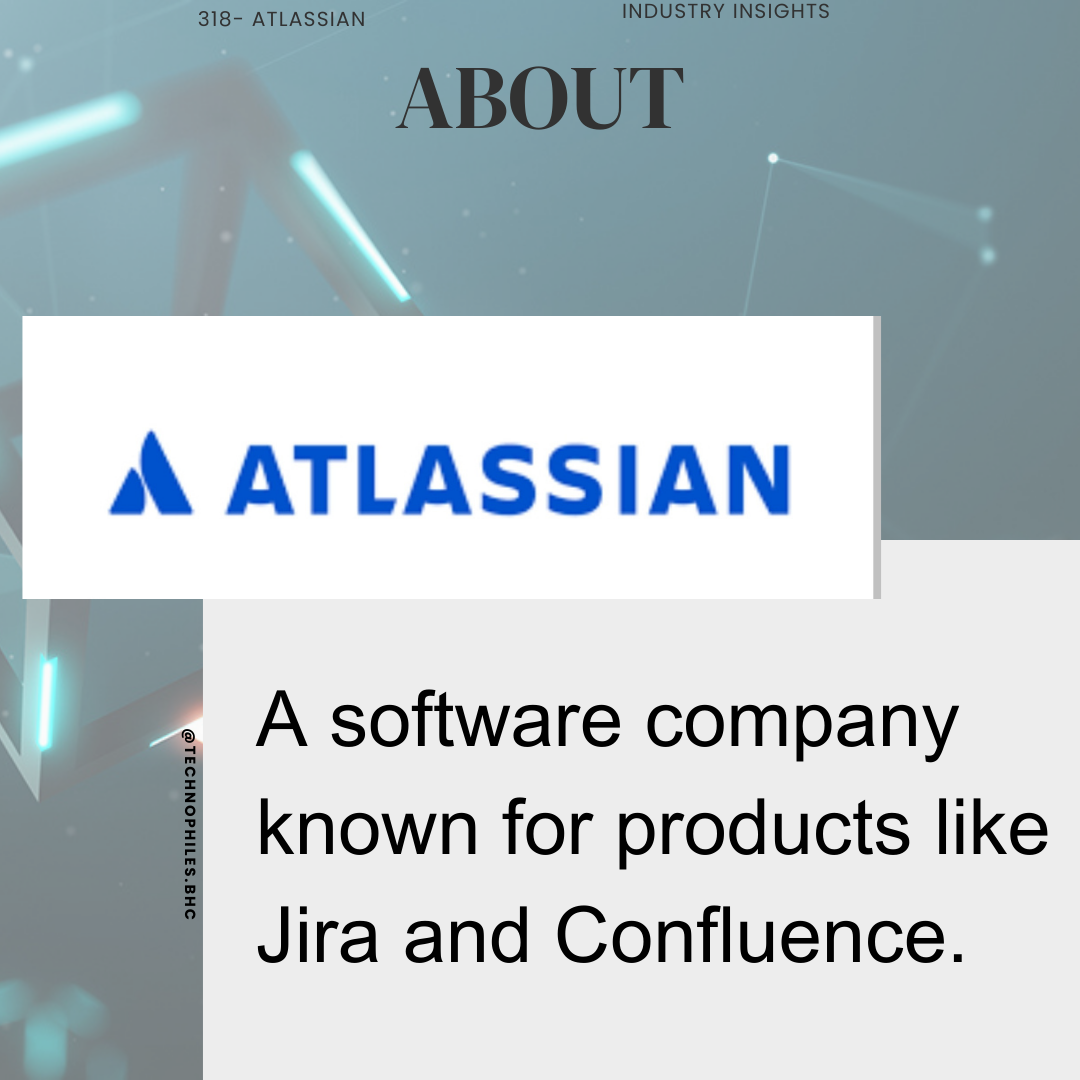 318- ATLASSIAN
INDUSTRY INSIGHTS
ABOUT
ATLASSIAN
A software company
known for products like
Jira and Confluence.
@TECHNOPHILES.BHC